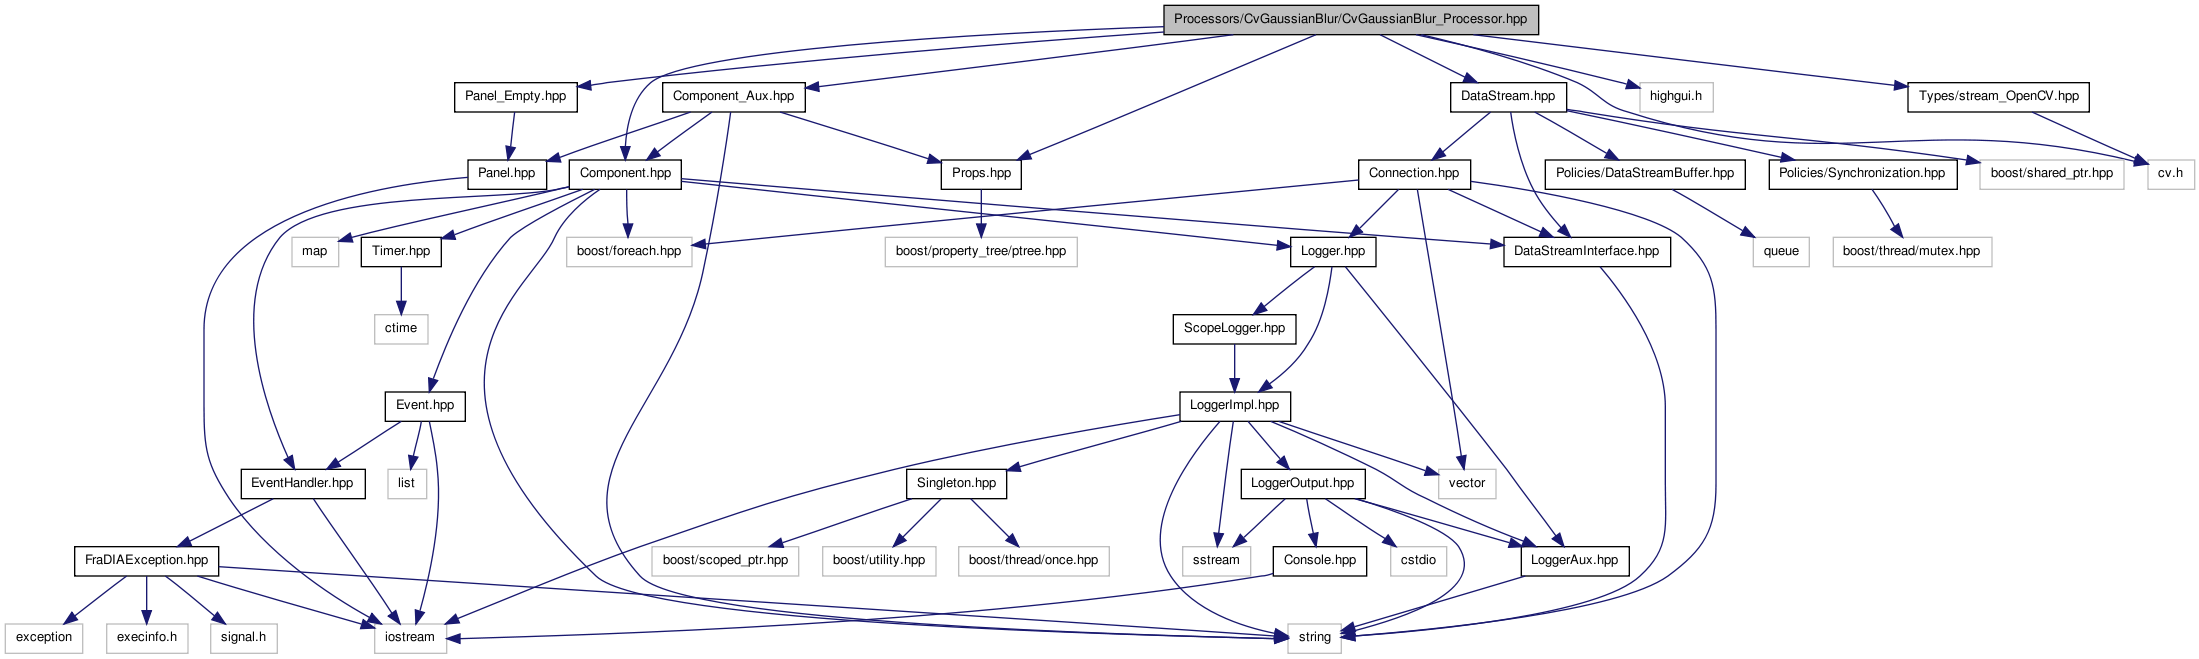 Processors/CvGaussianBlur/CvGaussianBlur_Processor.hpp
Panel_Empty.hpp
Component_Aux.hpp
DataStream.hpp
highgui.h
Types/stream_OpenCV.hpp
Panel.hpp
Component.hpp
Props.hpp
Connection.hpp
Policies/DataStreamBuffer.hpp
Policies/Synchronization.hpp
boost/shared_ptr.hpp
cv.h
map
Timer.hpp
boost/foreach.hpp
boost/property_tree/ptree.hpp
Logger.hpp
DataStreamInterface.hpp
queue
boost/thread/mutex.hpp
ctime
ScopeLogger.hpp
Event.hpp
LoggerImpl.hpp
EventHandler.hpp
list
Singleton.hpp
LoggerOutput.hpp
vector
FraDIAException.hpp
boost/scoped_ptr.hpp
boost/utility.hpp
boost/thread/once.hpp
sstream
Console.hpp
cstdio
LoggerAux.hpp
exception
execinfo.h
signal.h
iostream
string